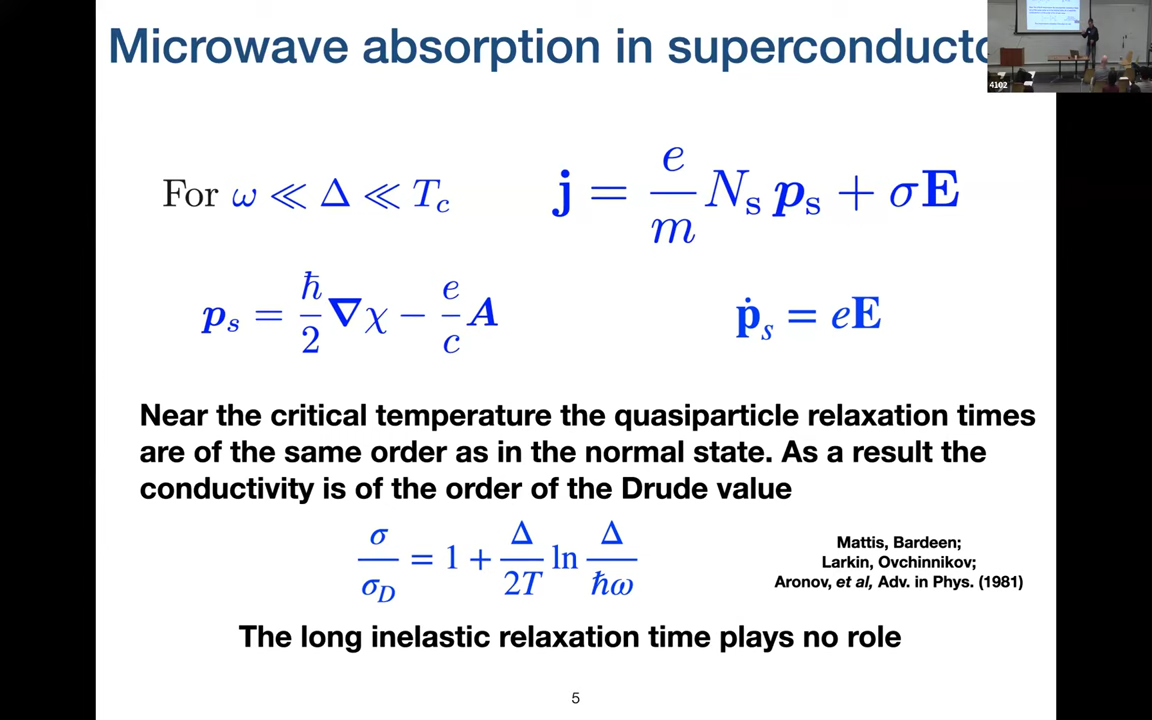 Microwave absorption in superconducto
4102
For ω ≪ Δ ≪ T_c
j = e/m N_s p_s + σE
p_s = ħ/2 ∇χ − e/c A
ṗ_s = eE
Near the critical temperature the quasiparticle relaxation times
are of the same order as in the normal state. As a result the
conductivity is of the order of the Drude value
σ/σ_D = 1 + Δ/2T ln Δ/ħω
Mattis, Bardeen;
Larkin, Ovchinnikov;
Aronov, et al, Adv. in Phys. (1981)
The long inelastic relaxation time plays no role
5